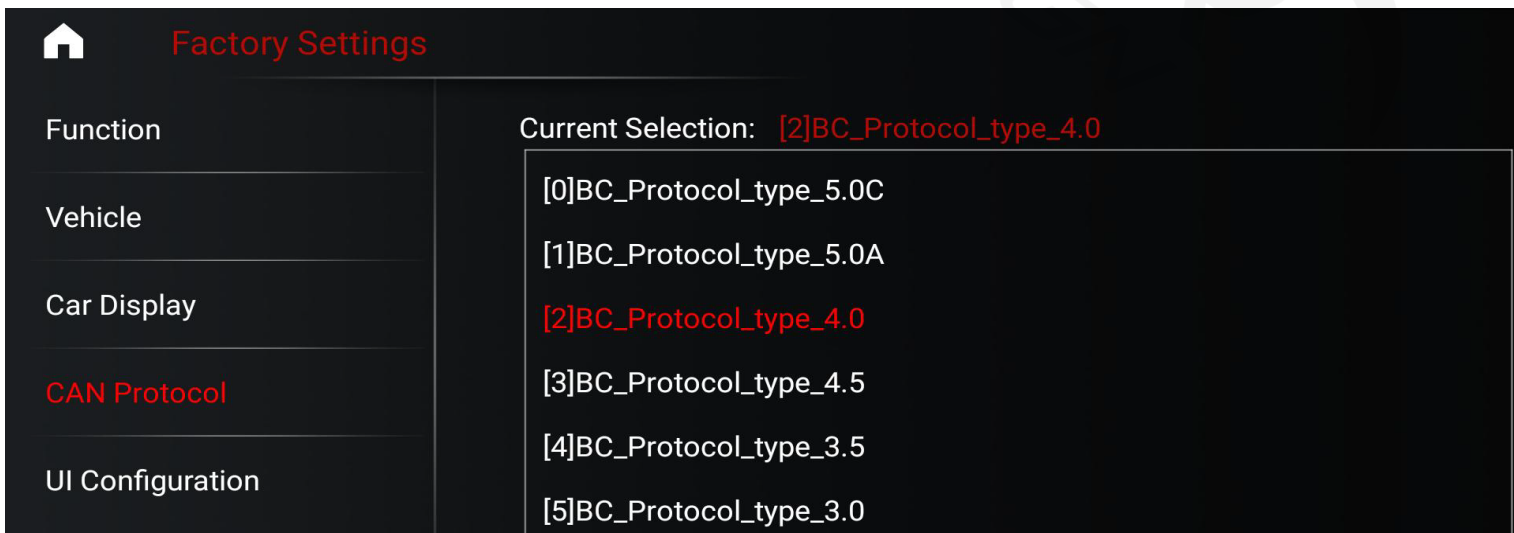 Factory Settings
Function
Vehicle
Car Display
CAN Protocol
UI Configuration
Current Selection: [2]BC_Protocol_type_4.0
[0]BC_Protocol_type_5.0C
[1]BC_Protocol_type_5.0A
[2]BC_Protocol_type_4.0
[3]BC_Protocol_type_4.5
[4]BC_Protocol_type_3.5
[5]BC_Protocol_type_3.0